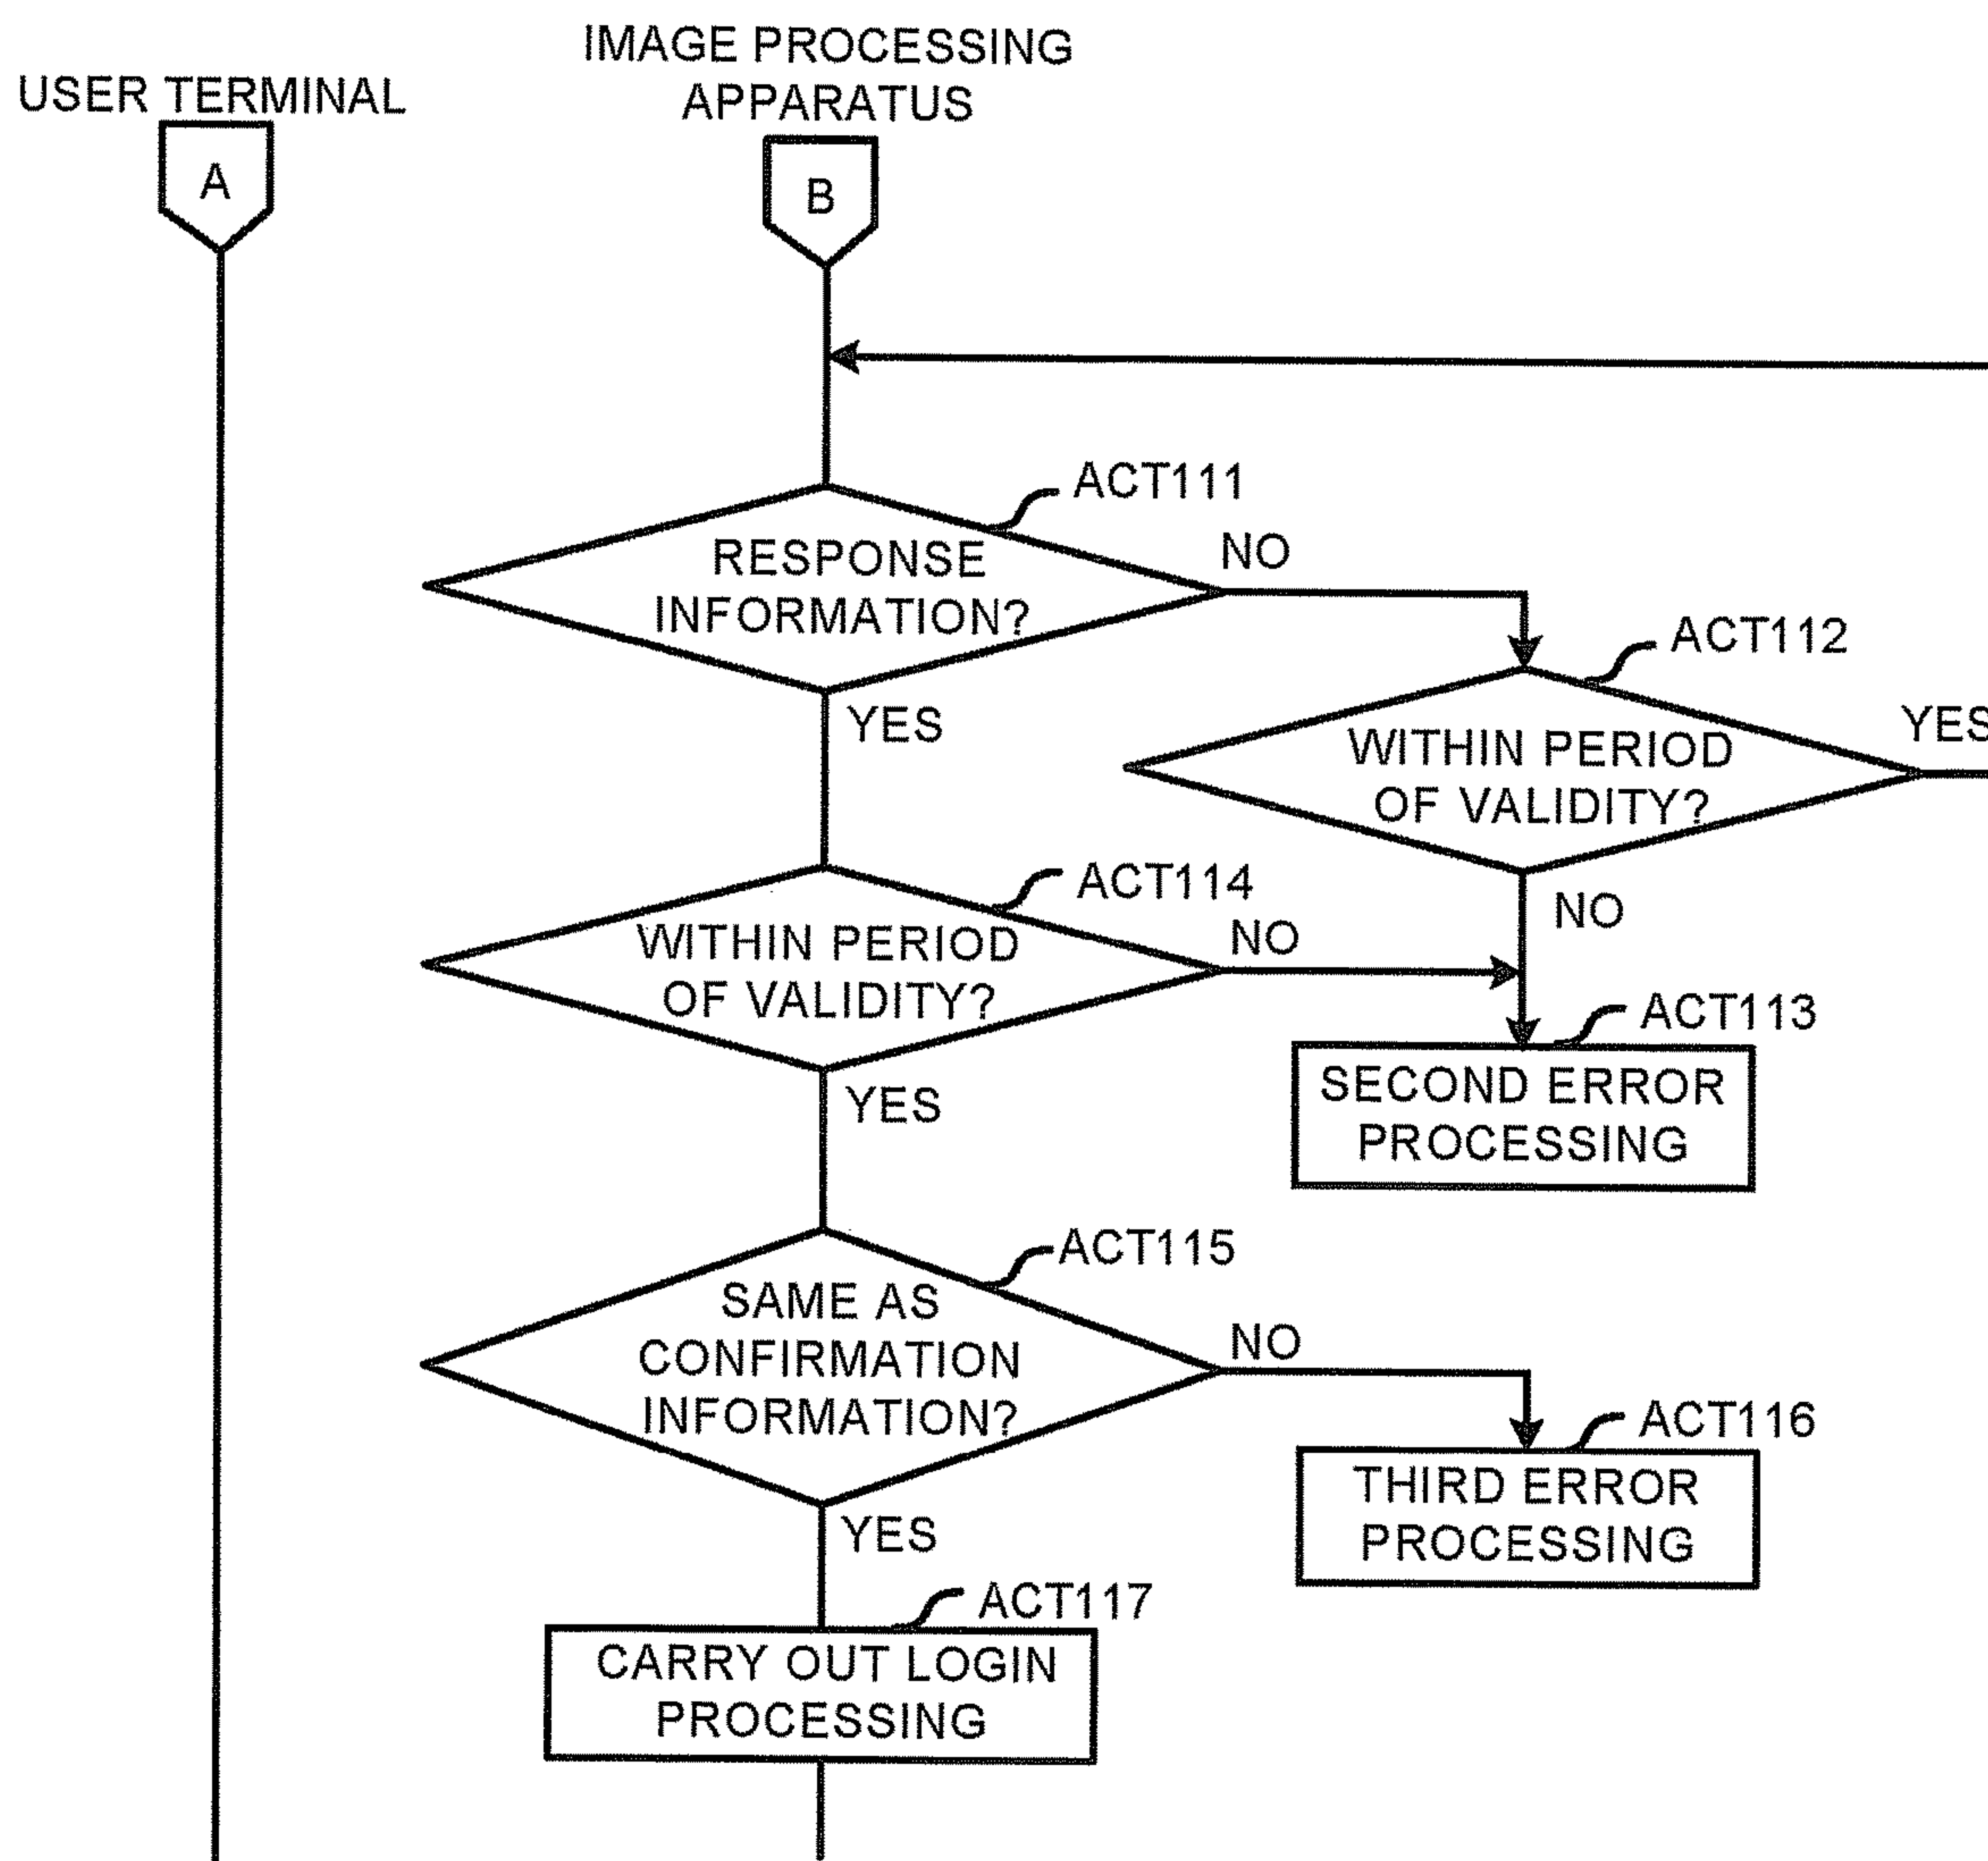 USER TERMINAL
A
IMAGE PROCESSING
APPARATUS
B
ACT111
RESPONSE
INFORMATION?
NO
YES
ACT112
WITHIN PERIOD
OF VALIDITY?
YES
NO
ACT114
WITHIN PERIOD
OF VALIDITY?
NO
YES
ACT113
SECOND ERROR
PROCESSING
ACT115
SAME AS
CONFIRMATION
INFORMATION?
NO
YES
ACT116
THIRD ERROR
PROCESSING
ACT117
CARRY OUT LOGIN
PROCESSING